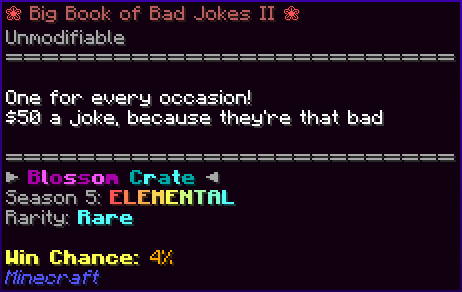 ❀ Big Book of Bad Jokes II ❀
Unmodifiable
==================================
One for every occasion!
$50 a joke, because they're that bad
==================================
► Blossom Crate ◄
Season 5: ELEMENTAL
Rarity: Rare
Win Chance: 4%
Minecraft